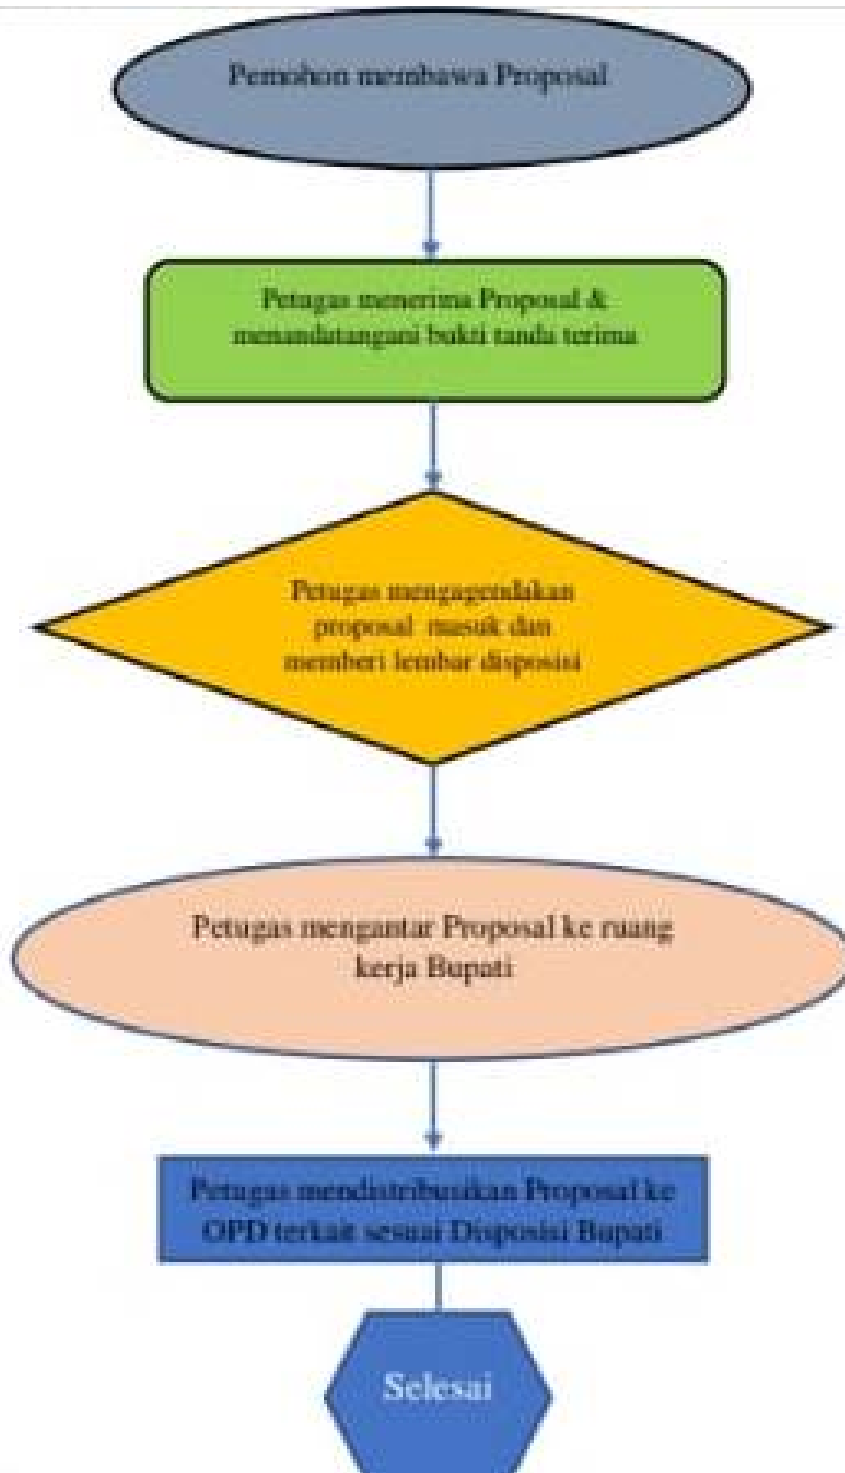 Pemohon membawa Proposal
Petugas menerima Proposal &
menandatangani bukti tanda terima
Petugas mengagendakan
proposal masuk dan
memberi lembar disposisi
Petugas mengantar Proposal ke ruang
kerja Bupati
Petugas mendistribusikan Proposal ke
OPD terkait sesuai Disposisi Bupati
Selesai